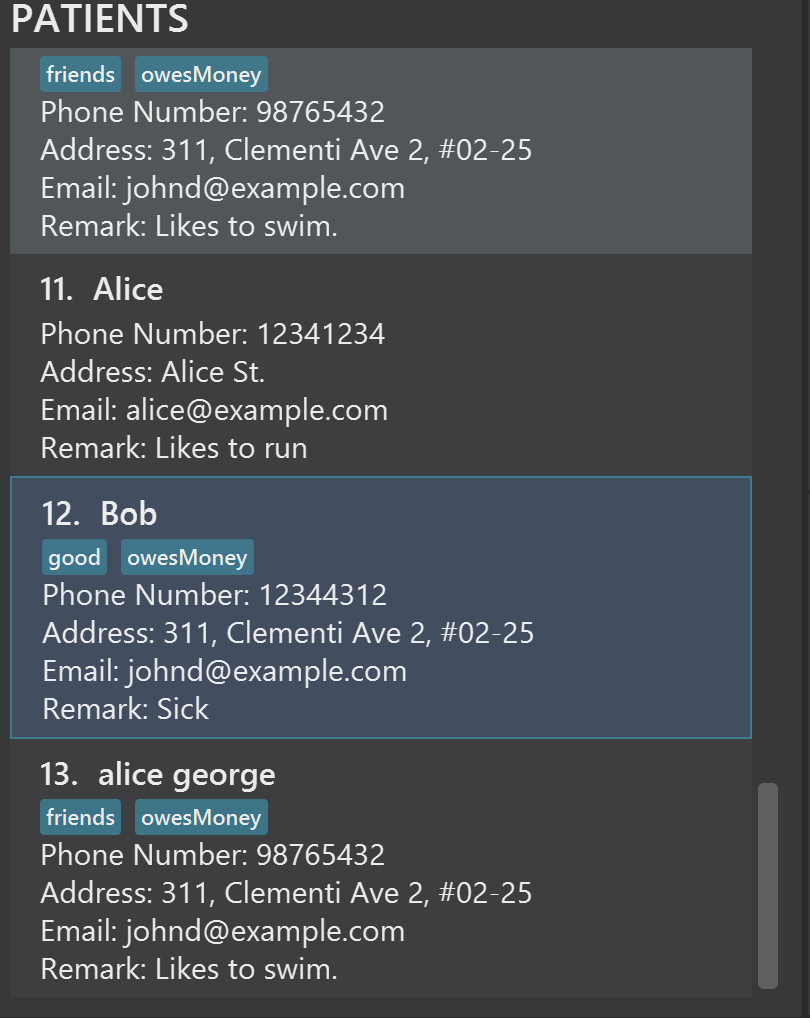 PATIENTS
friends owesMoney
Phone Number: 98765432
Address: 311, Clementi Ave 2, #02-25
Email: johnd@example.com
Remark: Likes to swim.
11. Alice
Phone Number: 12341234
Address: Alice St.
Email: alice@example.com
Remark: Likes to run
12. Bob
good owesMoney
Phone Number: 12344312
Address: 311, Clementi Ave 2, #02-25
Email: johnd@example.com
Remark: Sick
13. alice george
friends owesMoney
Phone Number: 98765432
Address: 311, Clementi Ave 2, #02-25
Email: johnd@example.com
Remark: Likes to swim.